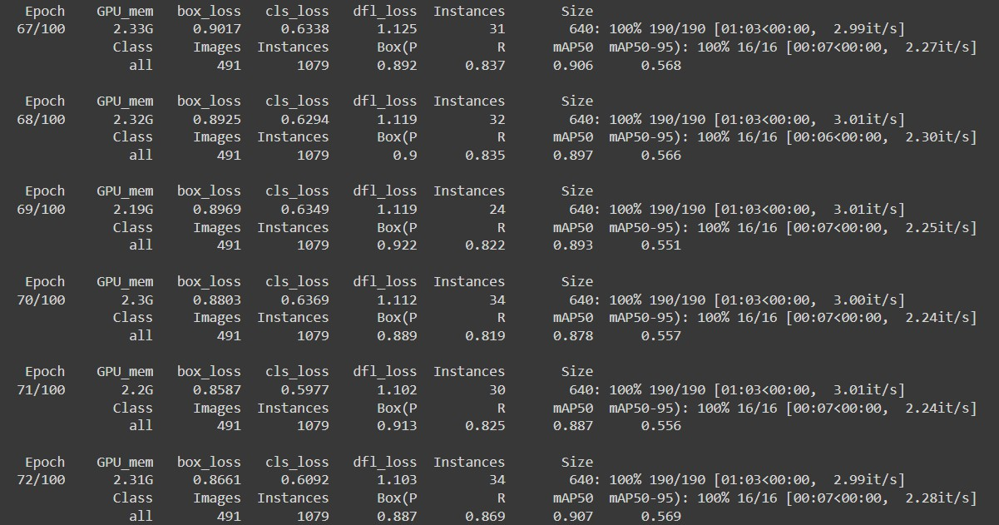 Epoch GPU_mem box_loss cls_loss dfl_loss Instances Size
67/100 2.33G 0.9017 0.6338 1.125 31 640: 100% 190/190 [01:03<00:00, 2.99it/s]
Class Images Instances Box(P R mAP50 mAP50-95): 100% 16/16 [00:07<00:00, 2.27it/s]
all 491 1079 0.892 0.837 0.906 0.568
Epoch GPU_mem box_loss cls_loss dfl_loss Instances Size
68/100 2.32G 0.8925 0.6294 1.119 32 640: 100% 190/190 [01:03<00:00, 3.01it/s]
Class Images Instances Box(P R mAP50 mAP50-95): 100% 16/16 [00:06<00:00, 2.30it/s]
all 491 1079 0.9 0.835 0.897 0.566
Epoch GPU_mem box_loss cls_loss dfl_loss Instances Size
69/100 2.19G 0.8969 0.6349 1.119 24 640: 100% 190/190 [01:03<00:00, 3.01it/s]
Class Images Instances Box(P R mAP50 mAP50-95): 100% 16/16 [00:07<00:00, 2.25it/s]
all 491 1079 0.922 0.822 0.893 0.551
Epoch GPU_mem box_loss cls_loss dfl_loss Instances Size
70/100 2.3G 0.8803 0.6369 1.112 34 640: 100% 190/190 [01:03<00:00, 3.00it/s]
Class Images Instances Box(P R mAP50 mAP50-95): 100% 16/16 [00:07<00:00, 2.24it/s]
all 491 1079 0.889 0.819 0.878 0.557
Epoch GPU_mem box_loss cls_loss dfl_loss Instances Size
71/100 2.2G 0.8587 0.5977 1.102 30 640: 100% 190/190 [01:03<00:00, 3.01it/s]
Class Images Instances Box(P R mAP50 mAP50-95): 100% 16/16 [00:07<00:00, 2.24it/s]
all 491 1079 0.913 0.825 0.887 0.556
Epoch GPU_mem box_loss cls_loss dfl_loss Instances Size
72/100 2.31G 0.8661 0.6092 1.103 34 640: 100% 190/190 [01:03<00:00, 2.99it/s]
Class Images Instances Box(P R mAP50 mAP50-95): 100% 16/16 [00:07<00:00, 2.28it/s]
all 491 1079 0.887 0.869 0.907 0.569